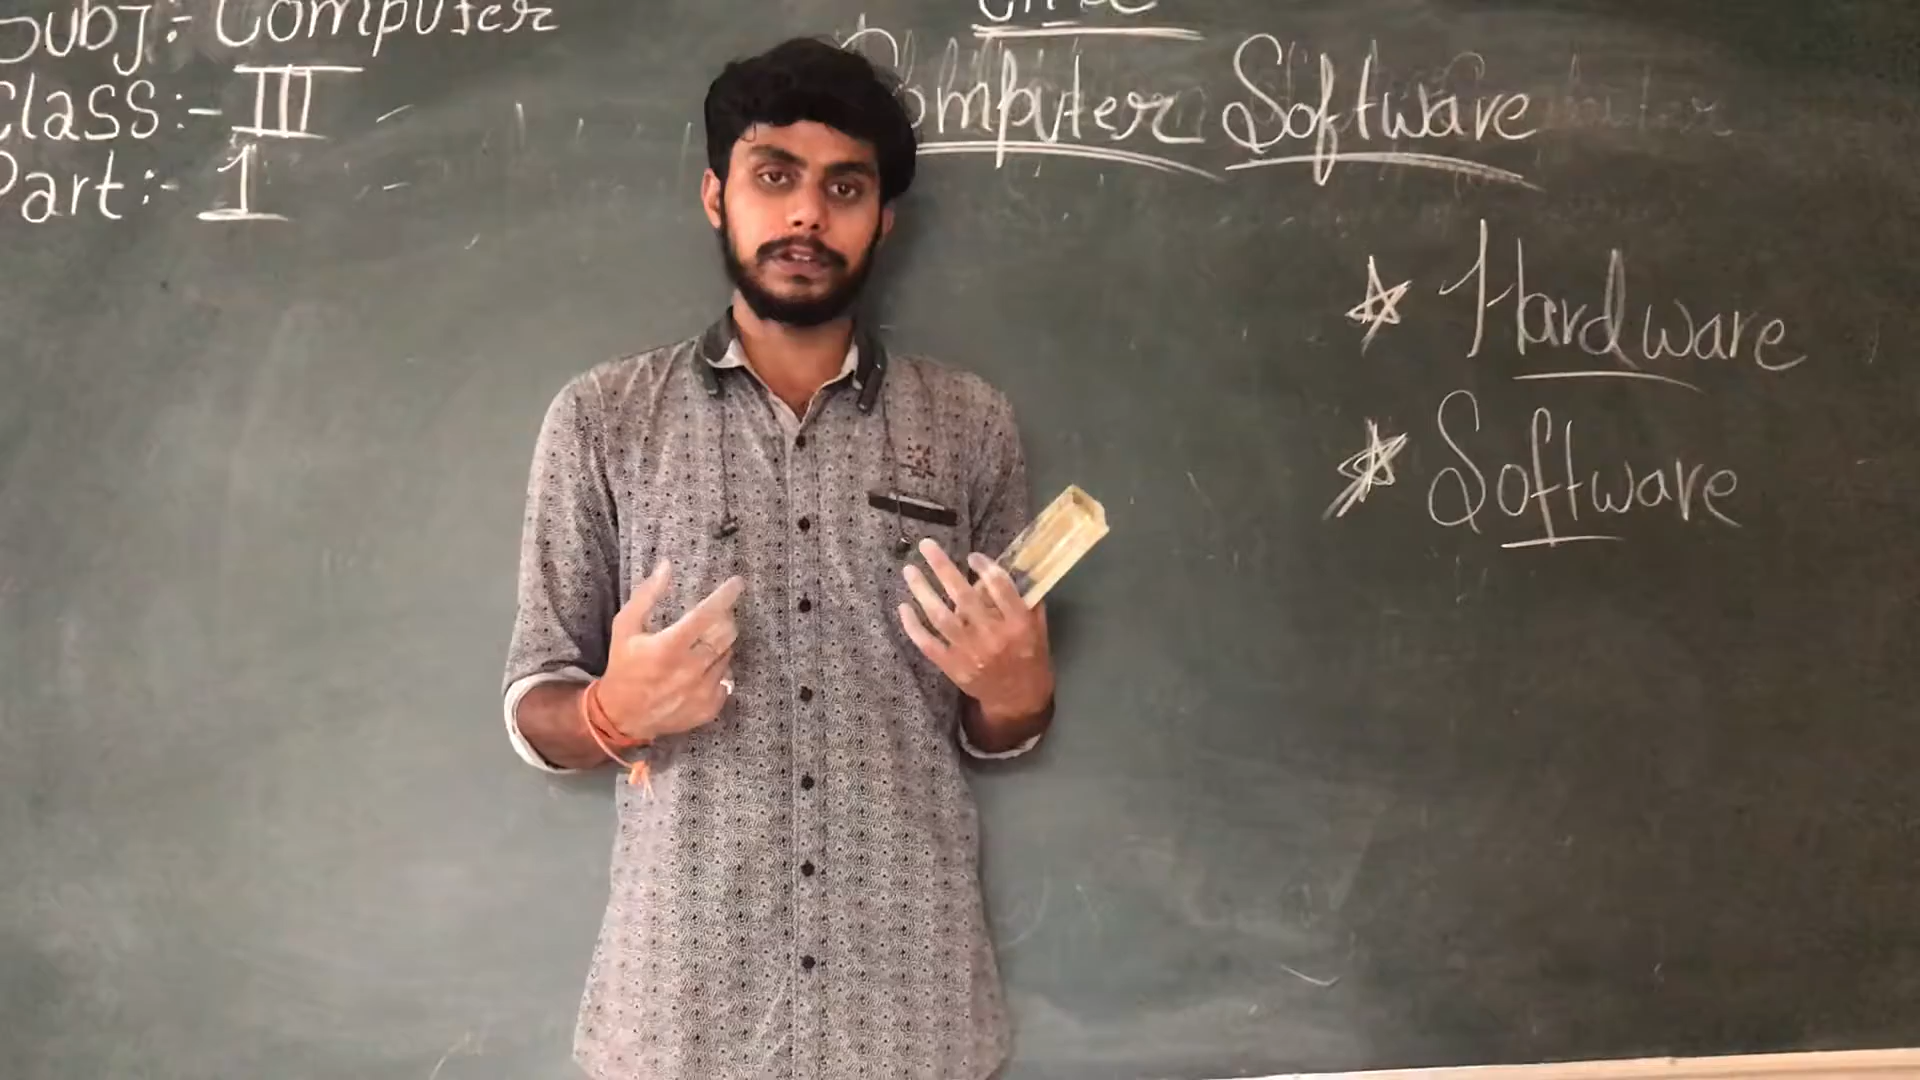 Subj:- Computer
Class:- III
Part:- 1
Computer Software
☆ Hardware
☆ Software